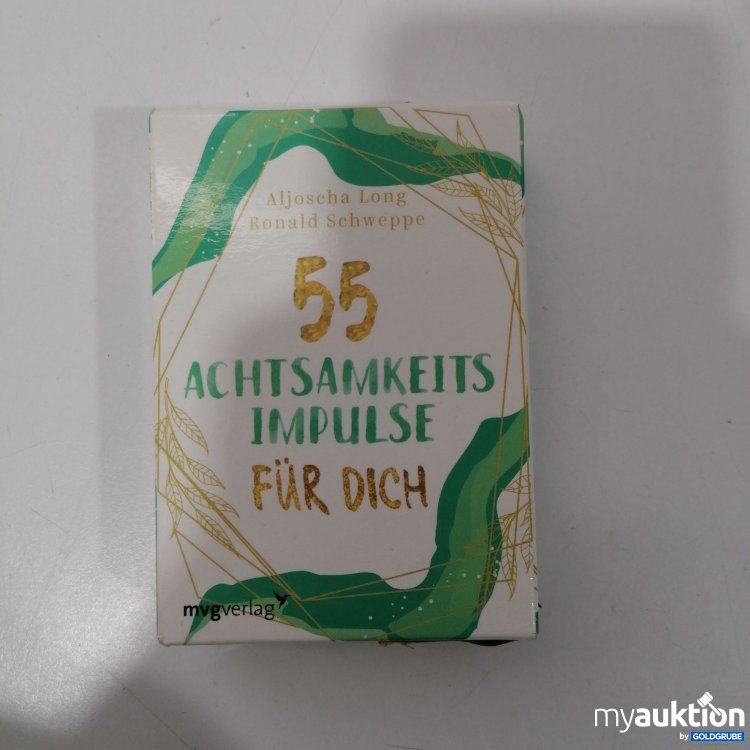 Aljoscha Long
Ronald Schweppe
55
ACHTSAMKEITS
IMPULSE
FÜR DICH
mvgverlag
myauktion
by GOLDGRUBE